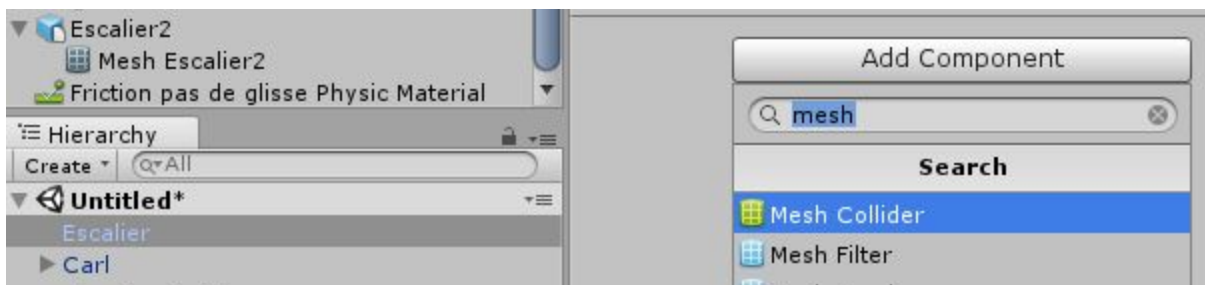 Escalier2
Mesh Escalier2
Friction pas de glisse Physic Material
Hierarchy
Create
All
Untitled*
Escalier
Carl
Add Component
mesh
Search
Mesh Collider
Mesh Filter